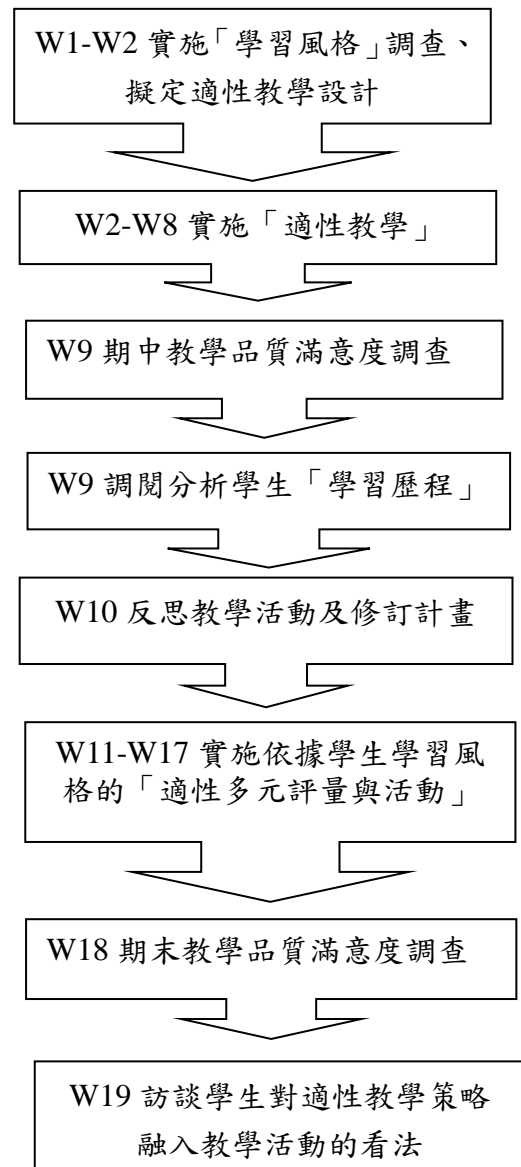 W1-W2 實施「學習風格」調查、
擬定適性教學設計
W2-W8 實施「適性教學」
W9 期中教學品質滿意度調查
W9 調閱分析學生「學習歷程」
W10 反思教學活動及修訂計畫
W11-W17 實施依據學生學習風
格的「適性多元評量與活動」
W18 期末教學品質滿意度調查
W19 訪談學生對適性教學策略
融入教學活動的看法